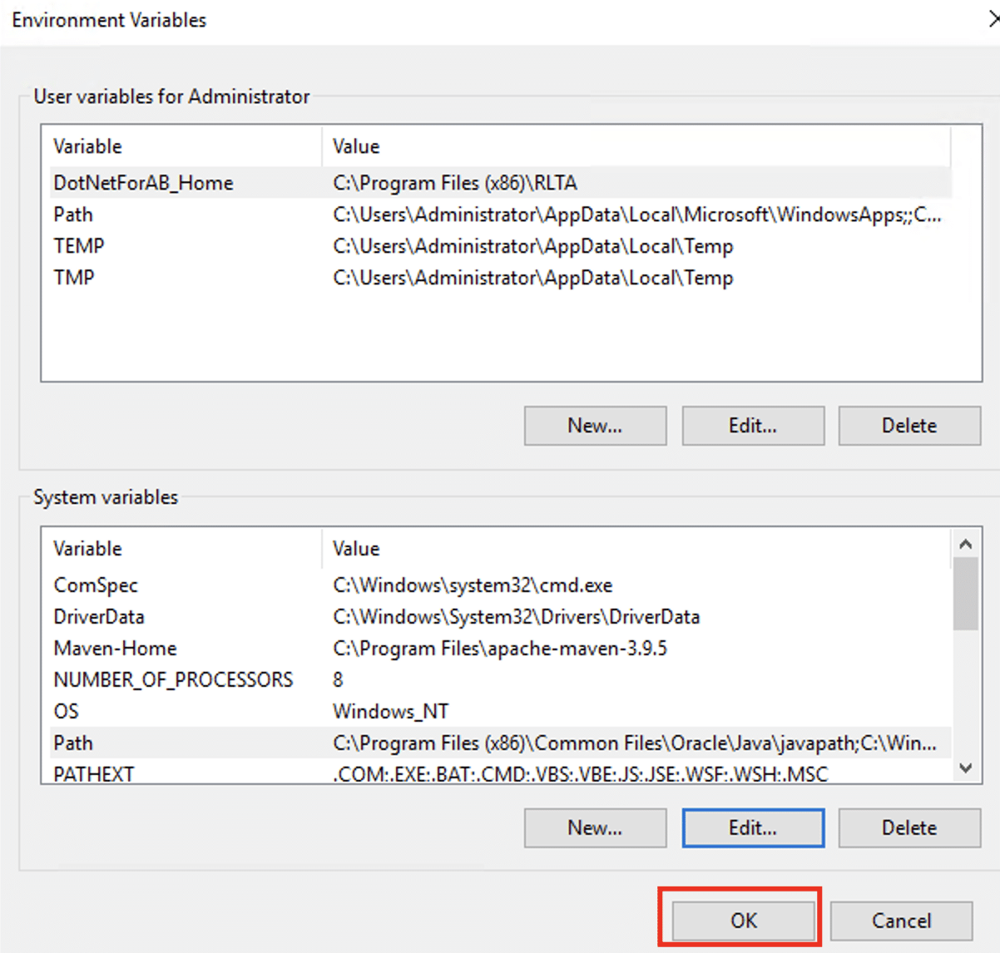 Environment Variables
User variables for Administrator
Variable Value
DotNetForAB_Home C:\Program Files (x86)\RLTA
Path C:\Users\Administrator\AppData\Local\Microsoft\WindowsApps;;C...
TEMP C:\Users\Administrator\AppData\Local\Temp
TMP C:\Users\Administrator\AppData\Local\Temp
New... Edit... Delete
System variables
Variable Value
ComSpec C:\Windows\system32\cmd.exe
DriverData C:\Windows\System32\Drivers\DriverData
Maven-Home C:\Program Files\apache-maven-3.9.5
NUMBER_OF_PROCESSORS 8
OS Windows_NT
Path C:\Program Files (x86)\Common Files\Oracle\Java\javapath;C:\Win...
PATHEXT .COM;.EXE;.BAT;.CMD;.VBS;.VBE;.JS;.JSE;.WSF;.WSH;.MSC
New... Edit... Delete
OK Cancel